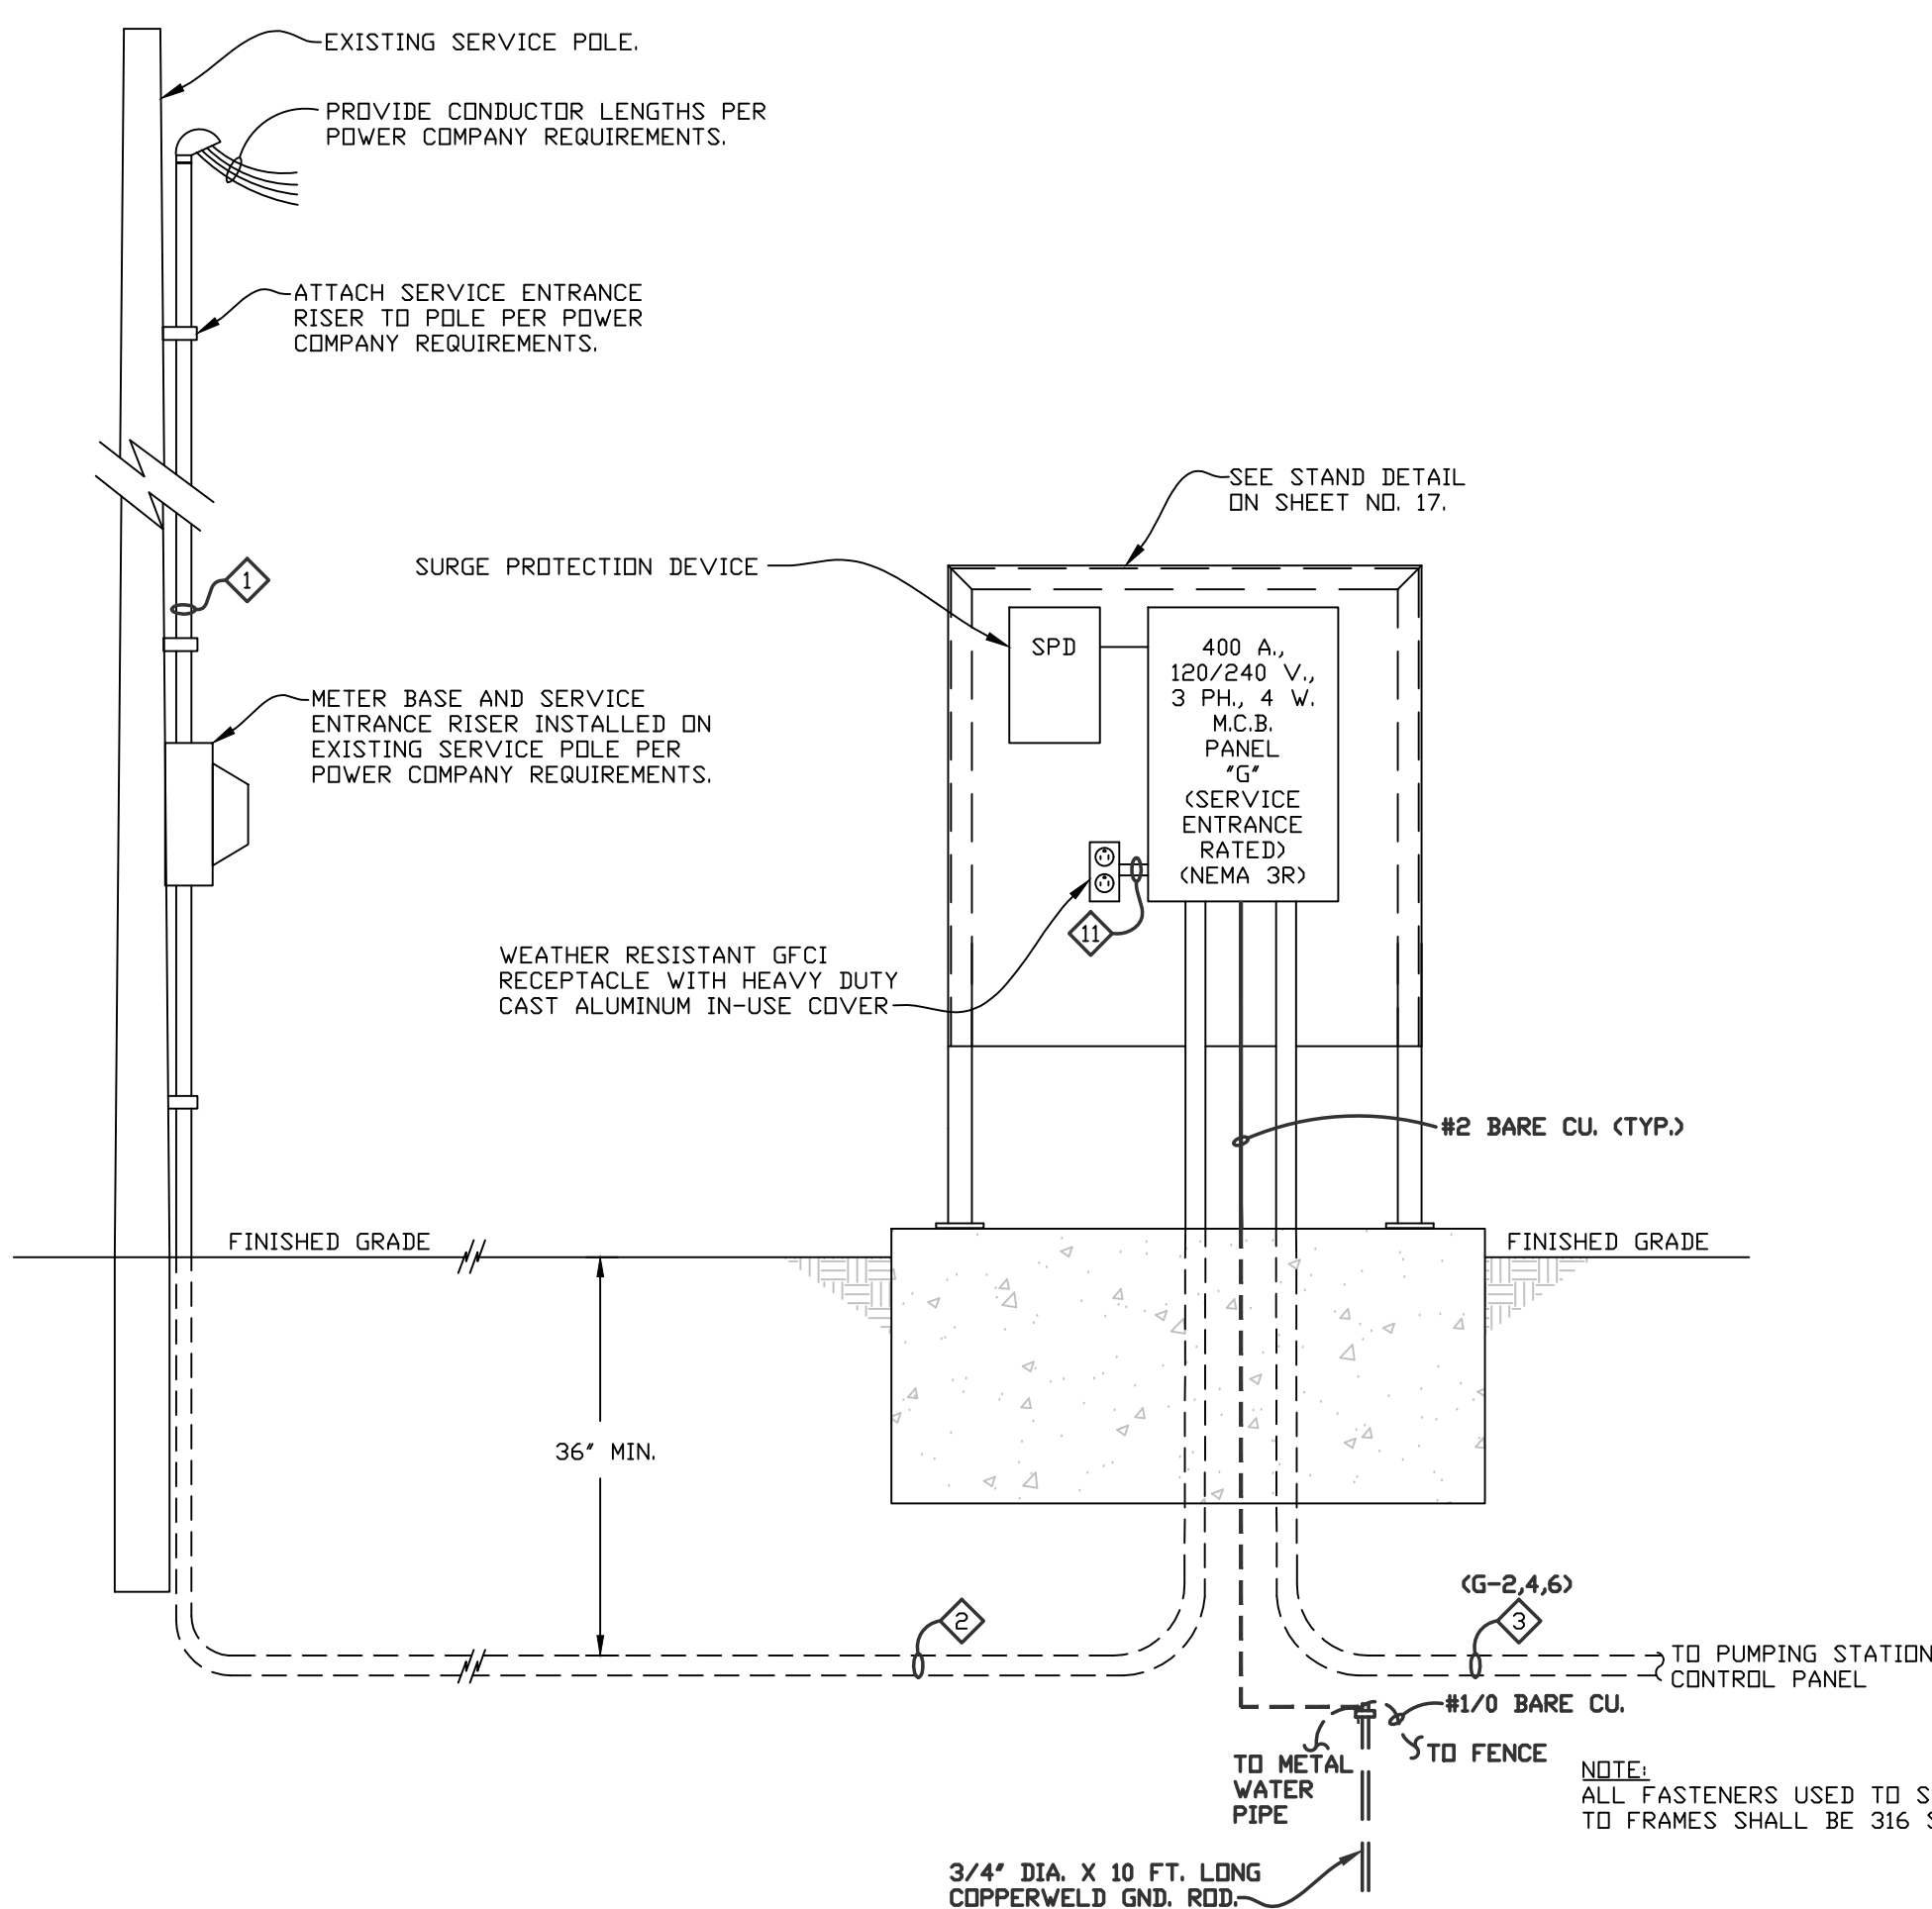 EXISTING SERVICE POLE.
PROVIDE CONDUCTOR LENGTHS PER
POWER COMPANY REQUIREMENTS.
ATTACH SERVICE ENTRANCE
RISER TO POLE PER POWER
COMPANY REQUIREMENTS.
SEE STAND DETAIL
ON SHEET NO. 17.
SURGE PROTECTION DEVICE
1
SPD
400 A.,
120/240 V.,
3 PH., 4 W.
M.C.B.
PANEL
"G"
(SERVICE
ENTRANCE
RATED)
(NEMA 3R)
METER BASE AND SERVICE
ENTRANCE RISER INSTALLED ON
EXISTING SERVICE POLE PER
POWER COMPANY REQUIREMENTS.
11
WEATHER RESISTANT GFCI
RECEPTACLE WITH HEAVY DUTY
CAST ALUMINUM IN-USE COVER
#2 BARE CU. (TYP.)
FINISHED GRADE
FINISHED GRADE
36" MIN.
(G-2,4,6)
2
3
TO PUMPING STATION
CONTROL PANEL
#1/0 BARE CU.
TO FENCE
TO METAL
WATER
PIPE
NOTE:
ALL FASTENERS USED TO
TO FRAMES SHALL BE 316
3/4" DIA. X 10 FT. LONG
COPPERWELD GND. ROD.